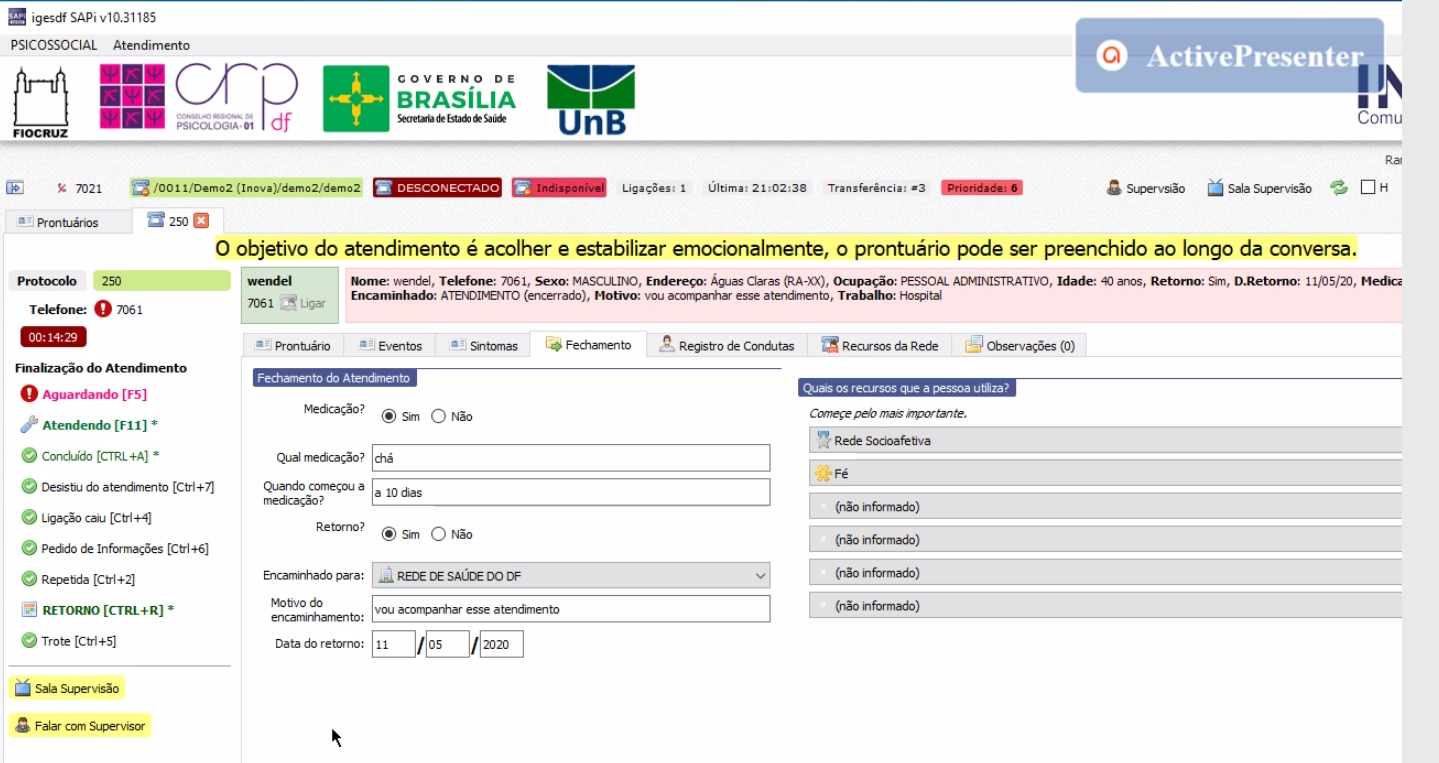 igesdf SAPi v10.31185
PSICOSSOCIAL Atendimento
ActivePresenter
FIOCRUZ
crp df
CONSELHO REGIONAL DE
PSICOLOGIA-01
GOVERNO DE
BRASÍLIA
Secretaria de Estado de Saúde
UnB
Comu
Rar
7021 /0011/Demo2 (Inova)/demo2/demo2 DESCONECTADO Indisponível Ligações: 1 Última: 21:02:38 Transferência: #3 Prioridade: 6 Supervsião Sala Supervisão H
Prontuários 250
O objetivo do atendimento é acolher e estabilizar emocionalmente, o prontuário pode ser preenchido ao longo da conversa.
Protocolo 250
Telefone: 7061
00:14:29
wendel
7061 Ligar
Nome: wendel, Telefone: 7061, Sexo: MASCULINO, Endereço: Águas Claras (RA-XX), Ocupação: PESSOAL ADMINISTRATIVO, Idade: 40 anos, Retorno: Sim, D.Retorno: 11/05/20, Medica
Encaminhado: ATENDIMENTO (encerrado), Motivo: vou acompanhar esse atendimento, Trabalho: Hospital
Prontuário Eventos Sintomas Fechamento Registro de Condutas Recursos da Rede Observações (0)
Finalização do Atendimento
Aguardando [F5]
Atendendo [F11] *
Concluído [CTRL+A] *
Desistiu do atendimento [Ctrl+7]
Ligação caiu [Ctrl+4]
Pedido de Informações [Ctrl+6]
Repetida [Ctrl+2]
RETORNO [CTRL+R] *
Trote [Ctrl+5]
Sala Supervisão
Falar com Supervisor
Fechamento do Atendimento
Medicação? Sim Não
Qual medicação? chá
Quando começou a
medicação? a 10 dias
Retorno? Sim Não
Encaminhado para: REDE DE SAÚDE DO DF
Motivo do
encaminhamento: vou acompanhar esse atendimento
Data do retorno: 11 / 05 / 2020
Quais os recursos que a pessoa utiliza?
Começe pelo mais importante.
Rede Socioafetiva
Fé
(não informado)
(não informado)
(não informado)
(não informado)